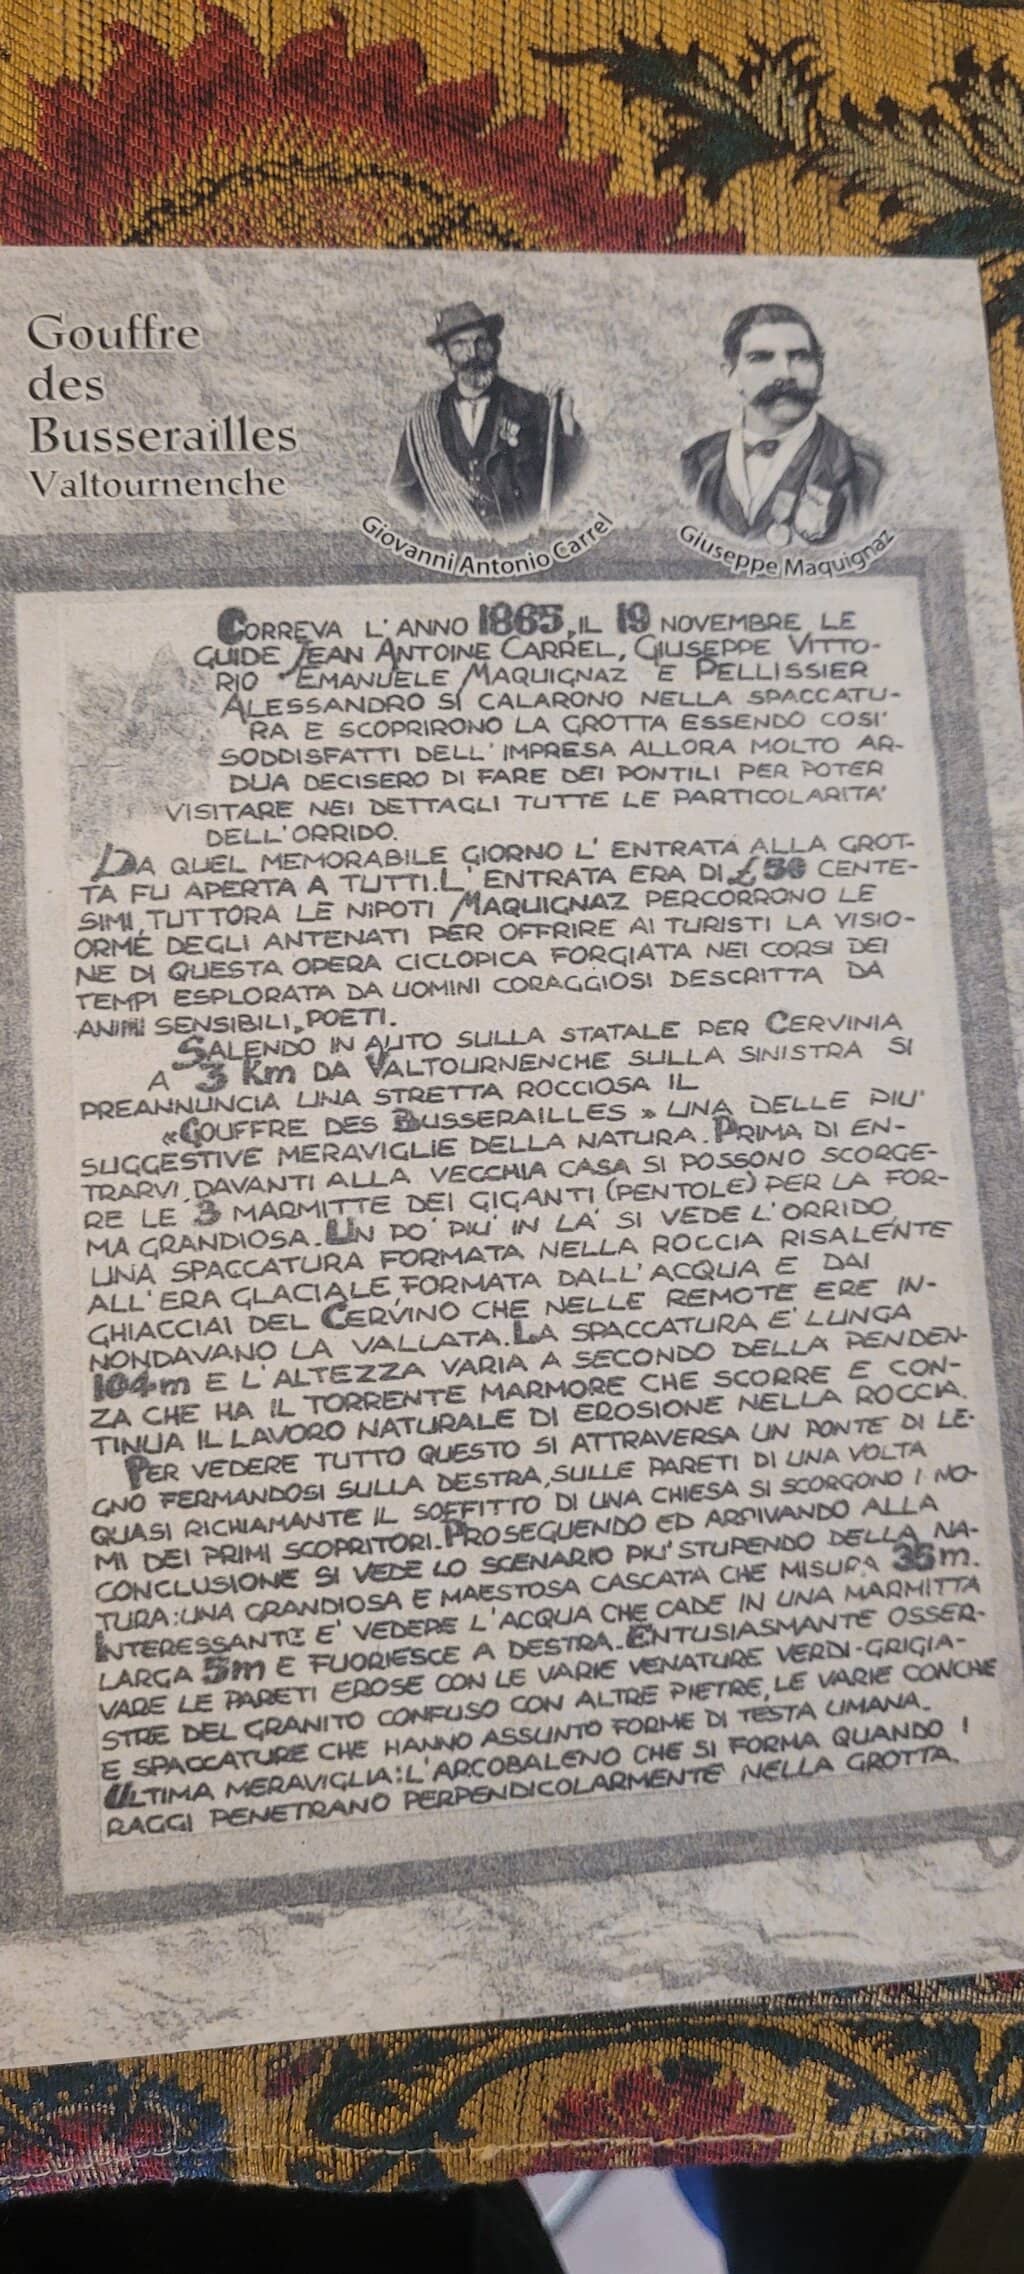 Gouffre
des
Busserailles
Valtournenche
Giovanni Antonio Carrel
Giuseppe Maquignaz
CORREVA L'ANNO 1865, IL 19 NOVEMBRE LE
GUIDE JEAN ANTOINE CARREL, GIUSEPPE VITTO-
RIO EMANUELE MAQUIGNAZ E PELLISSIER
ALESSANDRO SI CALARONO NELLA SPACCATU-
RA E SCOPRIRONO LA GROTTA ESSENDO COSI'
SODDISFATTI DELL'IMPRESA ALLORA MOLTO AR-
DUA DECISERO DI FARE DEI PONTILI PER POTER
VISITARE NEI DETTAGLI TUTTE LE PARTICOLARITA'
DELL'ORRIDO.
DA QUEL MEMORABILE GIORNO L'ENTRATA ALLA GROT-
TA FU APERTA A TUTTI. L'ENTRATA ERA DI £ 50 CENTE-
SIMI, TUTTORA LE NIPOTI MAQUIGNAZ PERCORRONO LE
ORME DEGLI ANTENATI PER OFFRIRE AI TURISTI LA VISIO-
NE DI QUESTA OPERA CICLOPICA FORGIATA NEI CORSI DEI
TEMPI ESPLORATA DA UOMINI CORAGGIOSI DESCRITTA DA
ANIMI SENSIBILI, POETI.
SALENDO IN AUTO SULLA STATALE PER CERVINIA
A 3 Km DA VALTOURNENCHE SULLA SINISTRA SI
PREANNUNCIA UNA STRETTA ROCCIOSA IL
«GOUFFRE DES BUSSERAILLES» UNA DELLE PIU'
SUGGESTIVE MERAVIGLIE DELLA NATURA. PRIMA DI EN-
TRARVI, DAVANTI ALLA VECCHIA CASA SI POSSONO SCORGE-
RE LE 3 MARMITTE DEI GIGANTI (PENTOLE) PER LA FOR-
MA GRANDIOSA. UN PO' PIU' IN LA' SI VEDE L'ORRIDO,
UNA SPACCATURA FORMATA NELLA ROCCIA RISALENTE
ALL'ERA GLACIALE, FORMATA DALL'ACQUA E DAI
GHIACCIAI DEL CERVINO CHE NELLE REMOTE ERE IN-
NONDAVANO LA VALLATA. LA SPACCATURA E' LUNGA
104 m E L'ALTEZZA VARIA A SECONDO DELLA PENDEN-
ZA CHE HA IL TORRENTE MARMORE CHE SCORRE E CON-
TINUA IL LAVORO NATURALE DI EROSIONE NELLA ROCCIA.
PER VEDERE TUTTO QUESTO SI ATTRAVERSA UN PONTE DI LE-
GNO FERMANDOSI SULLA DESTRA, SULLE PARETI DI UNA VOLTA
QUASI RICHIAMANTE IL SOFFITTO DI UNA CHIESA SI SCORGONO I NO-
MI DEI PRIMI SCOPRITORI. PROSEGUENDO ED ARRIVANDO ALLA
CONCLUSIONE SI VEDE LO SCENARIO PIU' STUPENDO DELLA NA-
TURA: UNA GRANDIOSA E MAESTOSA CASCATA CHE MISURA 35 m.
INTERESSANTE E' VEDERE L'ACQUA CHE CADE IN UNA MARMITTA
LARGA 5m E FUORIESCE A DESTRA. ENTUSIASMANTE OSSER-
VARE LE PARETI EROSE CON LE VARIE VENATURE VERDI-GRIGIA-
STRE DEL GRANITO CONFUSO CON ALTRE PIETRE, LE VARIE CONCHE
E SPACCATURE CHE HANNO ASSUNTO FORME DI TESTA UMANA.
ULTIMA MERAVIGLIA: L'ARCOBALENO CHE SI FORMA QUANDO I
RAGGI PENETRANO PERPENDICOLARMENTE NELLA GROTTA.